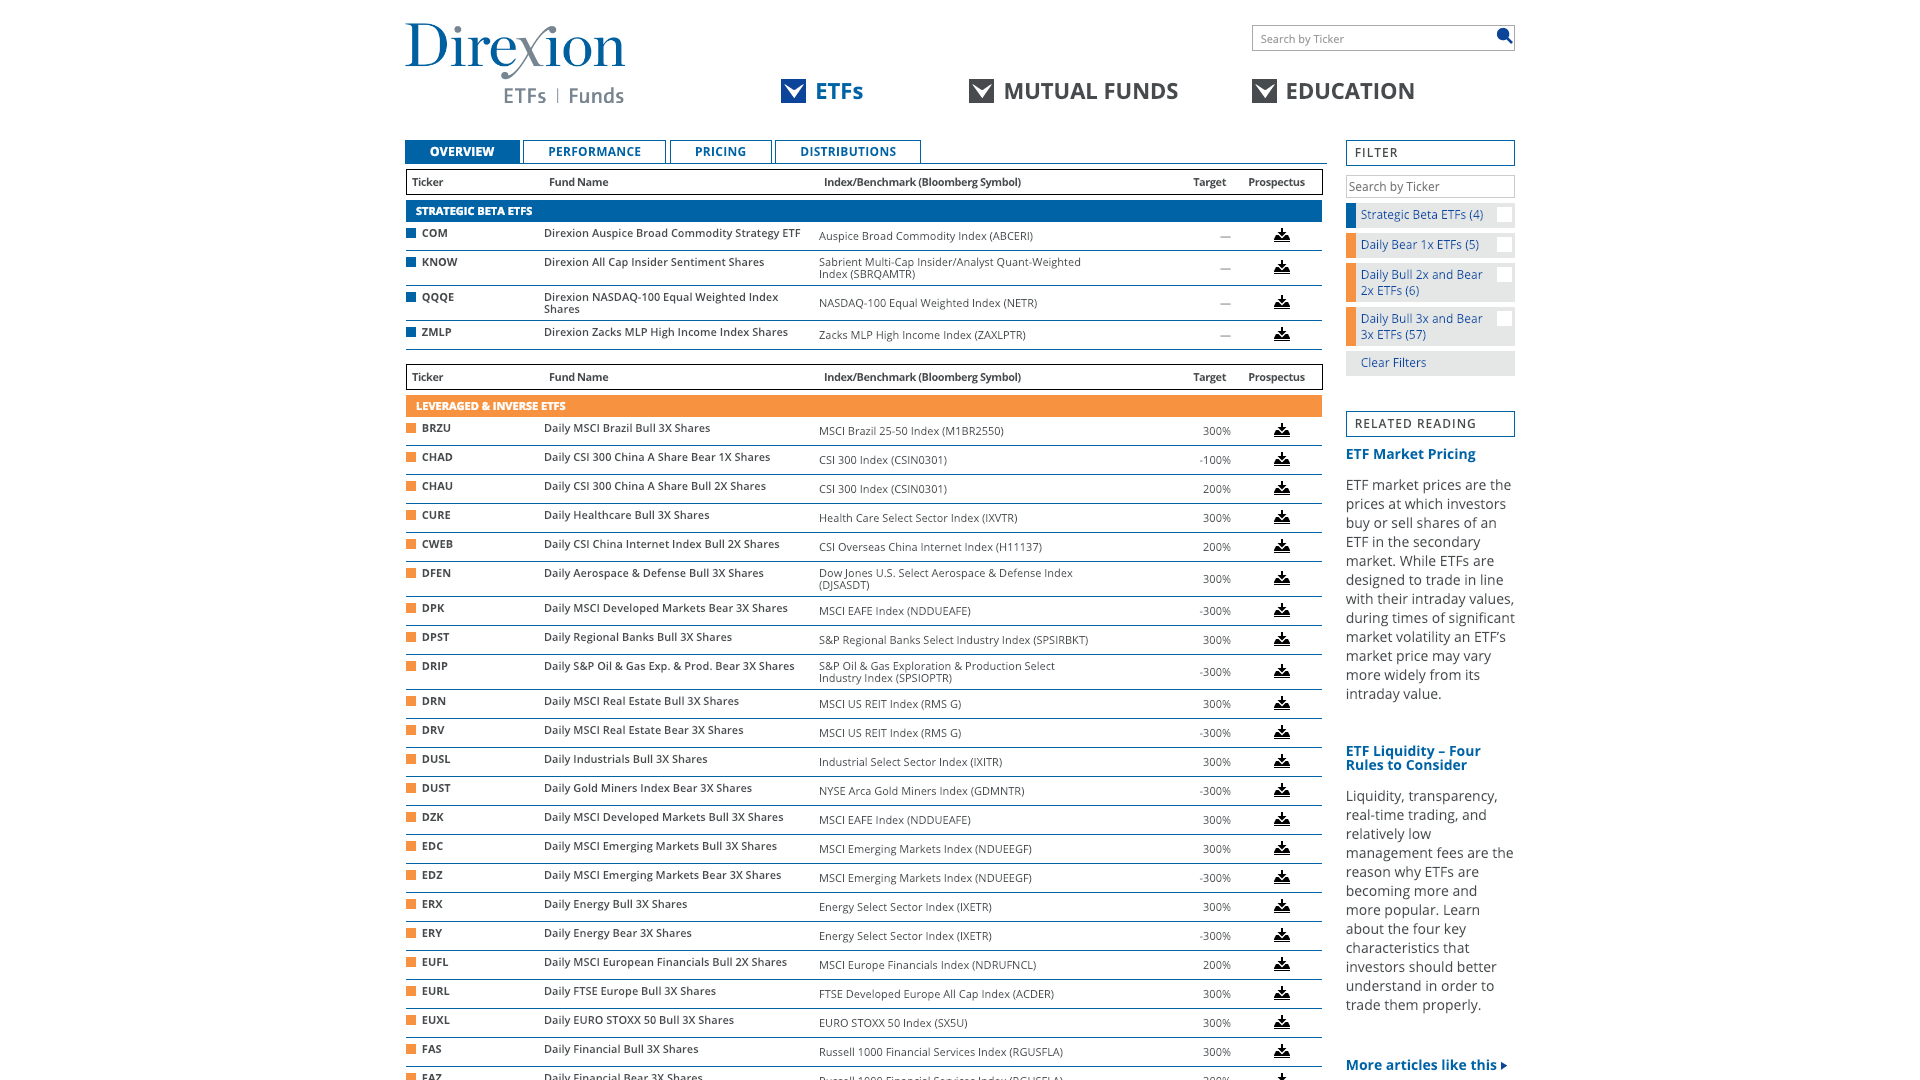 Direxion
ETFs | Funds
Search by Ticker
ETFs
MUTUAL FUNDS
EDUCATION
OVERVIEW
PERFORMANCE
PRICING
DISTRIBUTIONS
Ticker Fund Name Index/Benchmark (Bloomberg Symbol) Target Prospectus
STRATEGIC BETA ETFS
COM Direxion Auspice Broad Commodity Strategy ETF Auspice Broad Commodity Index (ABCERI) —
KNOW Direxion All Cap Insider Sentiment Shares Sabrient Multi-Cap Insider/Analyst Quant-Weighted
Index (SBRQAMTR) —
QQQE Direxion NASDAQ-100 Equal Weighted Index
Shares NASDAQ-100 Equal Weighted Index (NETR) —
ZMLP Direxion Zacks MLP High Income Index Shares Zacks MLP High Income Index (ZAXLPTR) —
Ticker Fund Name Index/Benchmark (Bloomberg Symbol) Target Prospectus
LEVERAGED & INVERSE ETFS
BRZU Daily MSCI Brazil Bull 3X Shares MSCI Brazil 25-50 Index (M1BR2550) 300%
CHAD Daily CSI 300 China A Share Bear 1X Shares CSI 300 Index (CSIN0301) -100%
CHAU Daily CSI 300 China A Share Bull 2X Shares CSI 300 Index (CSIN0301) 200%
CURE Daily Healthcare Bull 3X Shares Health Care Select Sector Index (IXVTR) 300%
CWEB Daily CSI China Internet Index Bull 2X Shares CSI Overseas China Internet Index (H11137) 200%
DFEN Daily Aerospace & Defense Bull 3X Shares Dow Jones U.S. Select Aerospace & Defense Index
(DJSASDT) 300%
DPK Daily MSCI Developed Markets Bear 3X Shares MSCI EAFE Index (NDDUEAFE) -300%
DPST Daily Regional Banks Bull 3X Shares S&P Regional Banks Select Industry Index (SPSIRBKT) 300%
DRIP Daily S&P Oil & Gas Exp. & Prod. Bear 3X Shares S&P Oil & Gas Exploration & Production Select
Industry Index (SPSIOPTR) -300%
DRN Daily MSCI Real Estate Bull 3X Shares MSCI US REIT Index (RMS G) 300%
DRV Daily MSCI Real Estate Bear 3X Shares MSCI US REIT Index (RMS G) -300%
DUSL Daily Industrials Bull 3X Shares Industrial Select Sector Index (IXITR) 300%
DUST Daily Gold Miners Index Bear 3X Shares NYSE Arca Gold Miners Index (GDMNTR) -300%
DZK Daily MSCI Developed Markets Bull 3X Shares MSCI EAFE Index (NDDUEAFE) 300%
EDC Daily MSCI Emerging Markets Bull 3X Shares MSCI Emerging Markets Index (NDUEEGF) 300%
EDZ Daily MSCI Emerging Markets Bear 3X Shares MSCI Emerging Markets Index (NDUEEGF) -300%
ERX Daily Energy Bull 3X Shares Energy Select Sector Index (IXETR) 300%
ERY Daily Energy Bear 3X Shares Energy Select Sector Index (IXETR) -300%
EUFL Daily MSCI European Financials Bull 2X Shares MSCI Europe Financials Index (NDRUFNCL) 200%
EURL Daily FTSE Europe Bull 3X Shares FTSE Developed Europe All Cap Index (ACDER) 300%
EUXL Daily EURO STOXX 50 Bull 3X Shares EURO STOXX 50 Index (SX5U) 300%
FAS Daily Financial Bull 3X Shares Russell 1000 Financial Services Index (RGUSFLA) 300%
FAZ Daily Financial Bear 3X Shares Russell 1000 Financial Services Index (RGUSFLA) -300%
FILTER
Search by Ticker
Strategic Beta ETFs (4)
Daily Bear 1x ETFs (5)
Daily Bull 2x and Bear
2x ETFs (6)
Daily Bull 3x and Bear
3x ETFs (57)
Clear Filters
RELATED READING
ETF Market Pricing
ETF market prices are the
prices at which investors
buy or sell shares of an
ETF in the secondary
market. While ETFs are
designed to trade in line
with their intraday values,
during times of significant
market volatility an ETF’s
market price may vary
more widely from its
intraday value.
ETF Liquidity – Four
Rules to Consider
Liquidity, transparency,
real-time trading, and
relatively low
management fees are the
reason why ETFs are
becoming more and
more popular. Learn
about the four key
characteristics that
investors should better
understand in order to
trade them properly.
More articles like this